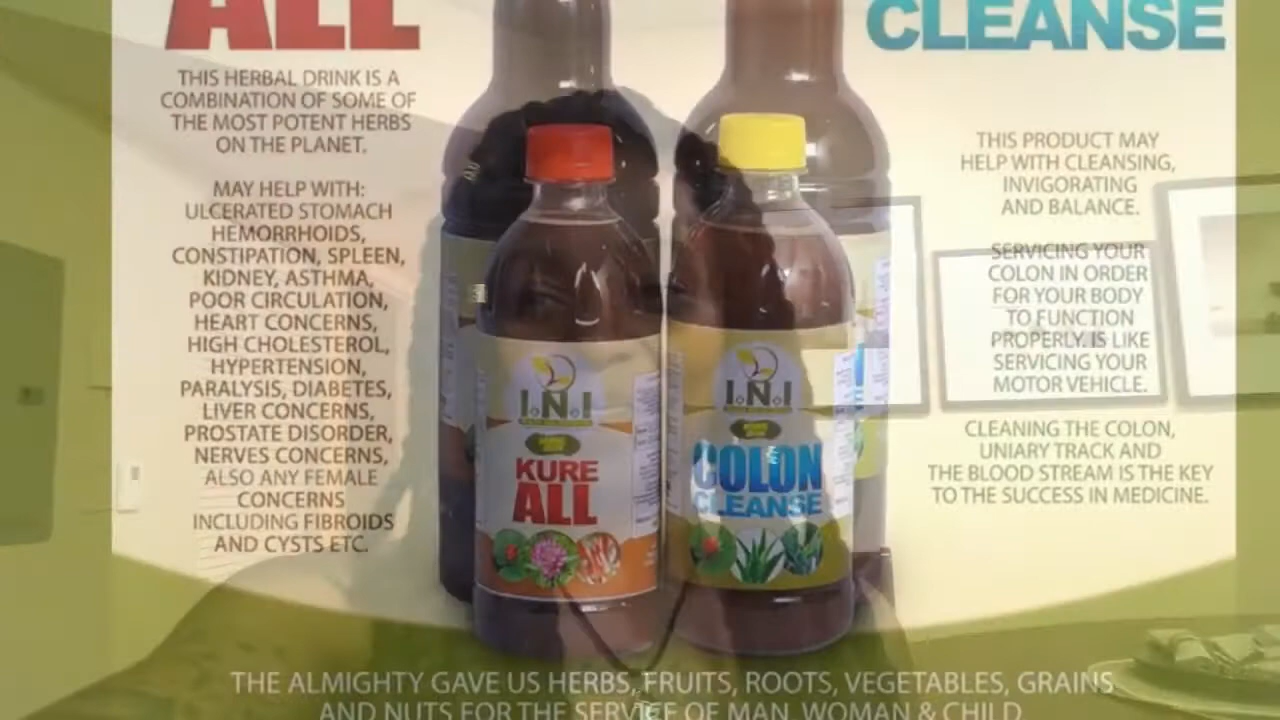 ALL
THIS HERBAL DRINK IS A
COMBINATION OF SOME OF
THE MOST POTENT HERBS
ON THE PLANET.
MAY HELP WITH:
ULCERATED STOMACH
HEMORRHOIDS,
CONSTIPATION, SPLEEN,
KIDNEY, ASTHMA,
POOR CIRCULATION,
HEART CONCERNS,
HIGH CHOLESTEROL,
HYPERTENSION,
PARALYSIS, DIABETES,
LIVER CONCERNS,
PROSTATE DISORDER,
NERVES CONCERNS,
ALSO ANY FEMALE
CONCERNS
INCLUDING FIBROIDS
AND CYSTS ETC.
I.N.I
KURE
ALL
I.N.I
COLON
CLEANSE
CLEANSE
THIS PRODUCT MAY
HELP WITH CLEANSING,
INVIGORATING
AND BALANCE.
SERVICING YOUR
COLON IN ORDER
FOR YOUR BODY
TO FUNCTION
PROPERLY. IS LIKE
SERVICING YOUR
MOTOR VEHICLE.
CLEANING THE COLON,
UNIARY TRACK AND
THE BLOOD STREAM IS THE KEY
TO THE SUCCESS IN MEDICINE.
THE ALMIGHTY GAVE US HERBS, FRUITS, ROOTS, VEGETABLES, GRAINS
AND NUTS FOR THE SERVICE OF MAN, WOMAN & CHILD